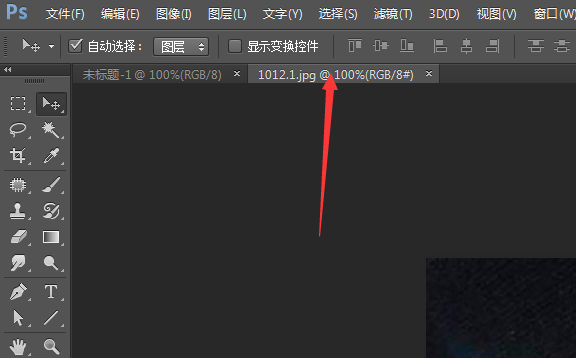 Ps 文件(F) 编辑(E) 图像(I) 图层(L) 文字(Y) 选择(S) 滤镜(T) 3D(D) 视图(V) 窗口(W)
自动选择： 图层 显示变换控件
未标题-1 @ 100%(RGB/8) × 1012.1.jpg @ 100%(RGB/8#) ×
T